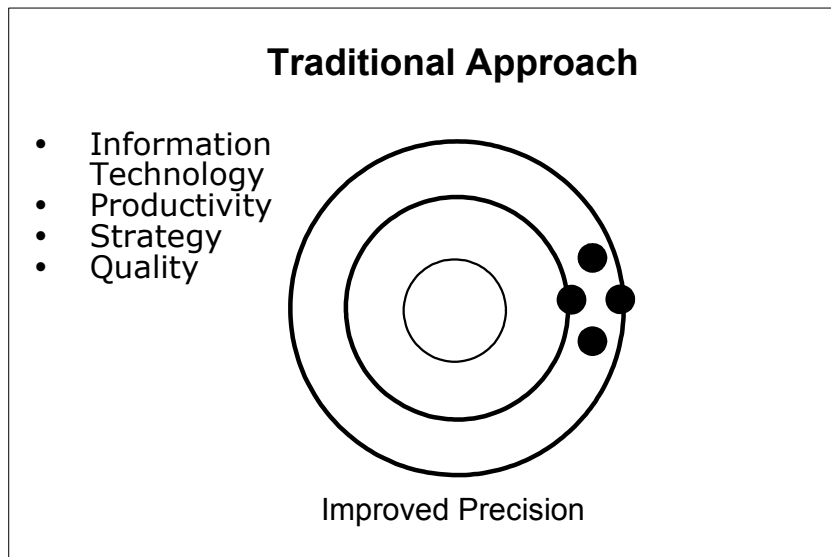 Traditional Approach
• Information
Technology
• Productivity
• Strategy
• Quality
Improved Precision